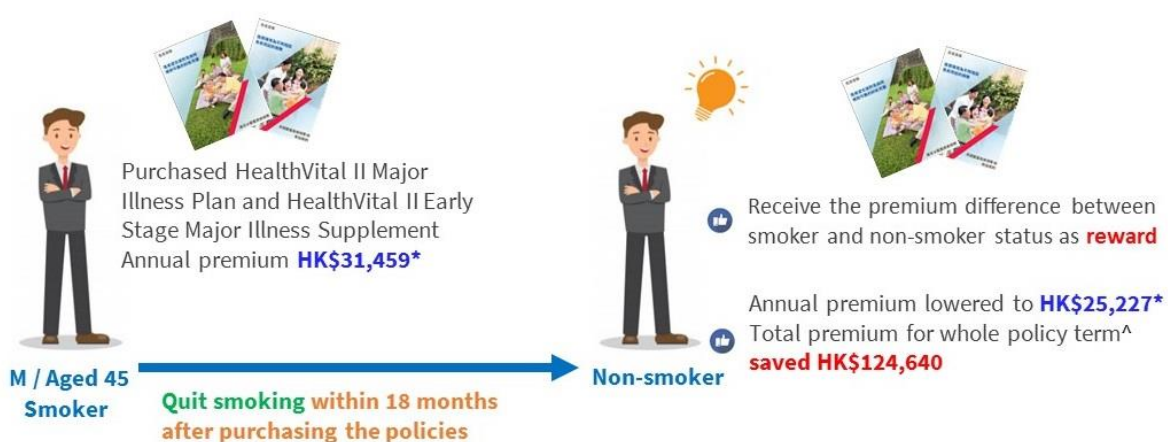 Purchased HealthVital II Major
Illness Plan and HealthVital II Early
Stage Major Illness Supplement
Annual premium HK$31,459*
M / Aged 45
Smoker
Quit smoking within 18 months
after purchasing the policies
Receive the premium difference between
smoker and non-smoker status as reward
Annual premium lowered to HK$25,227*
Total premium for whole policy term^
saved HK$124,640
Non-smoker